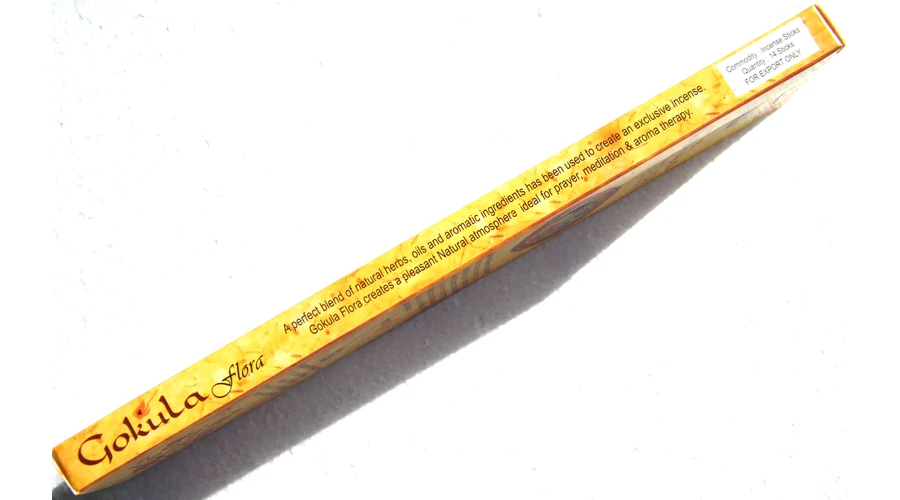 Gokula Flora
A perfect blend of natural herbs, oils and aromatic ingredients has been used to create an exclusive Incense.
Gokula Flora creates a pleasant Natural atmosphere ideal for prayer, meditation & aroma therapy.
Commodity : Incense Sticks
Quantity : 14 Sticks
FOR EXPORT ONLY